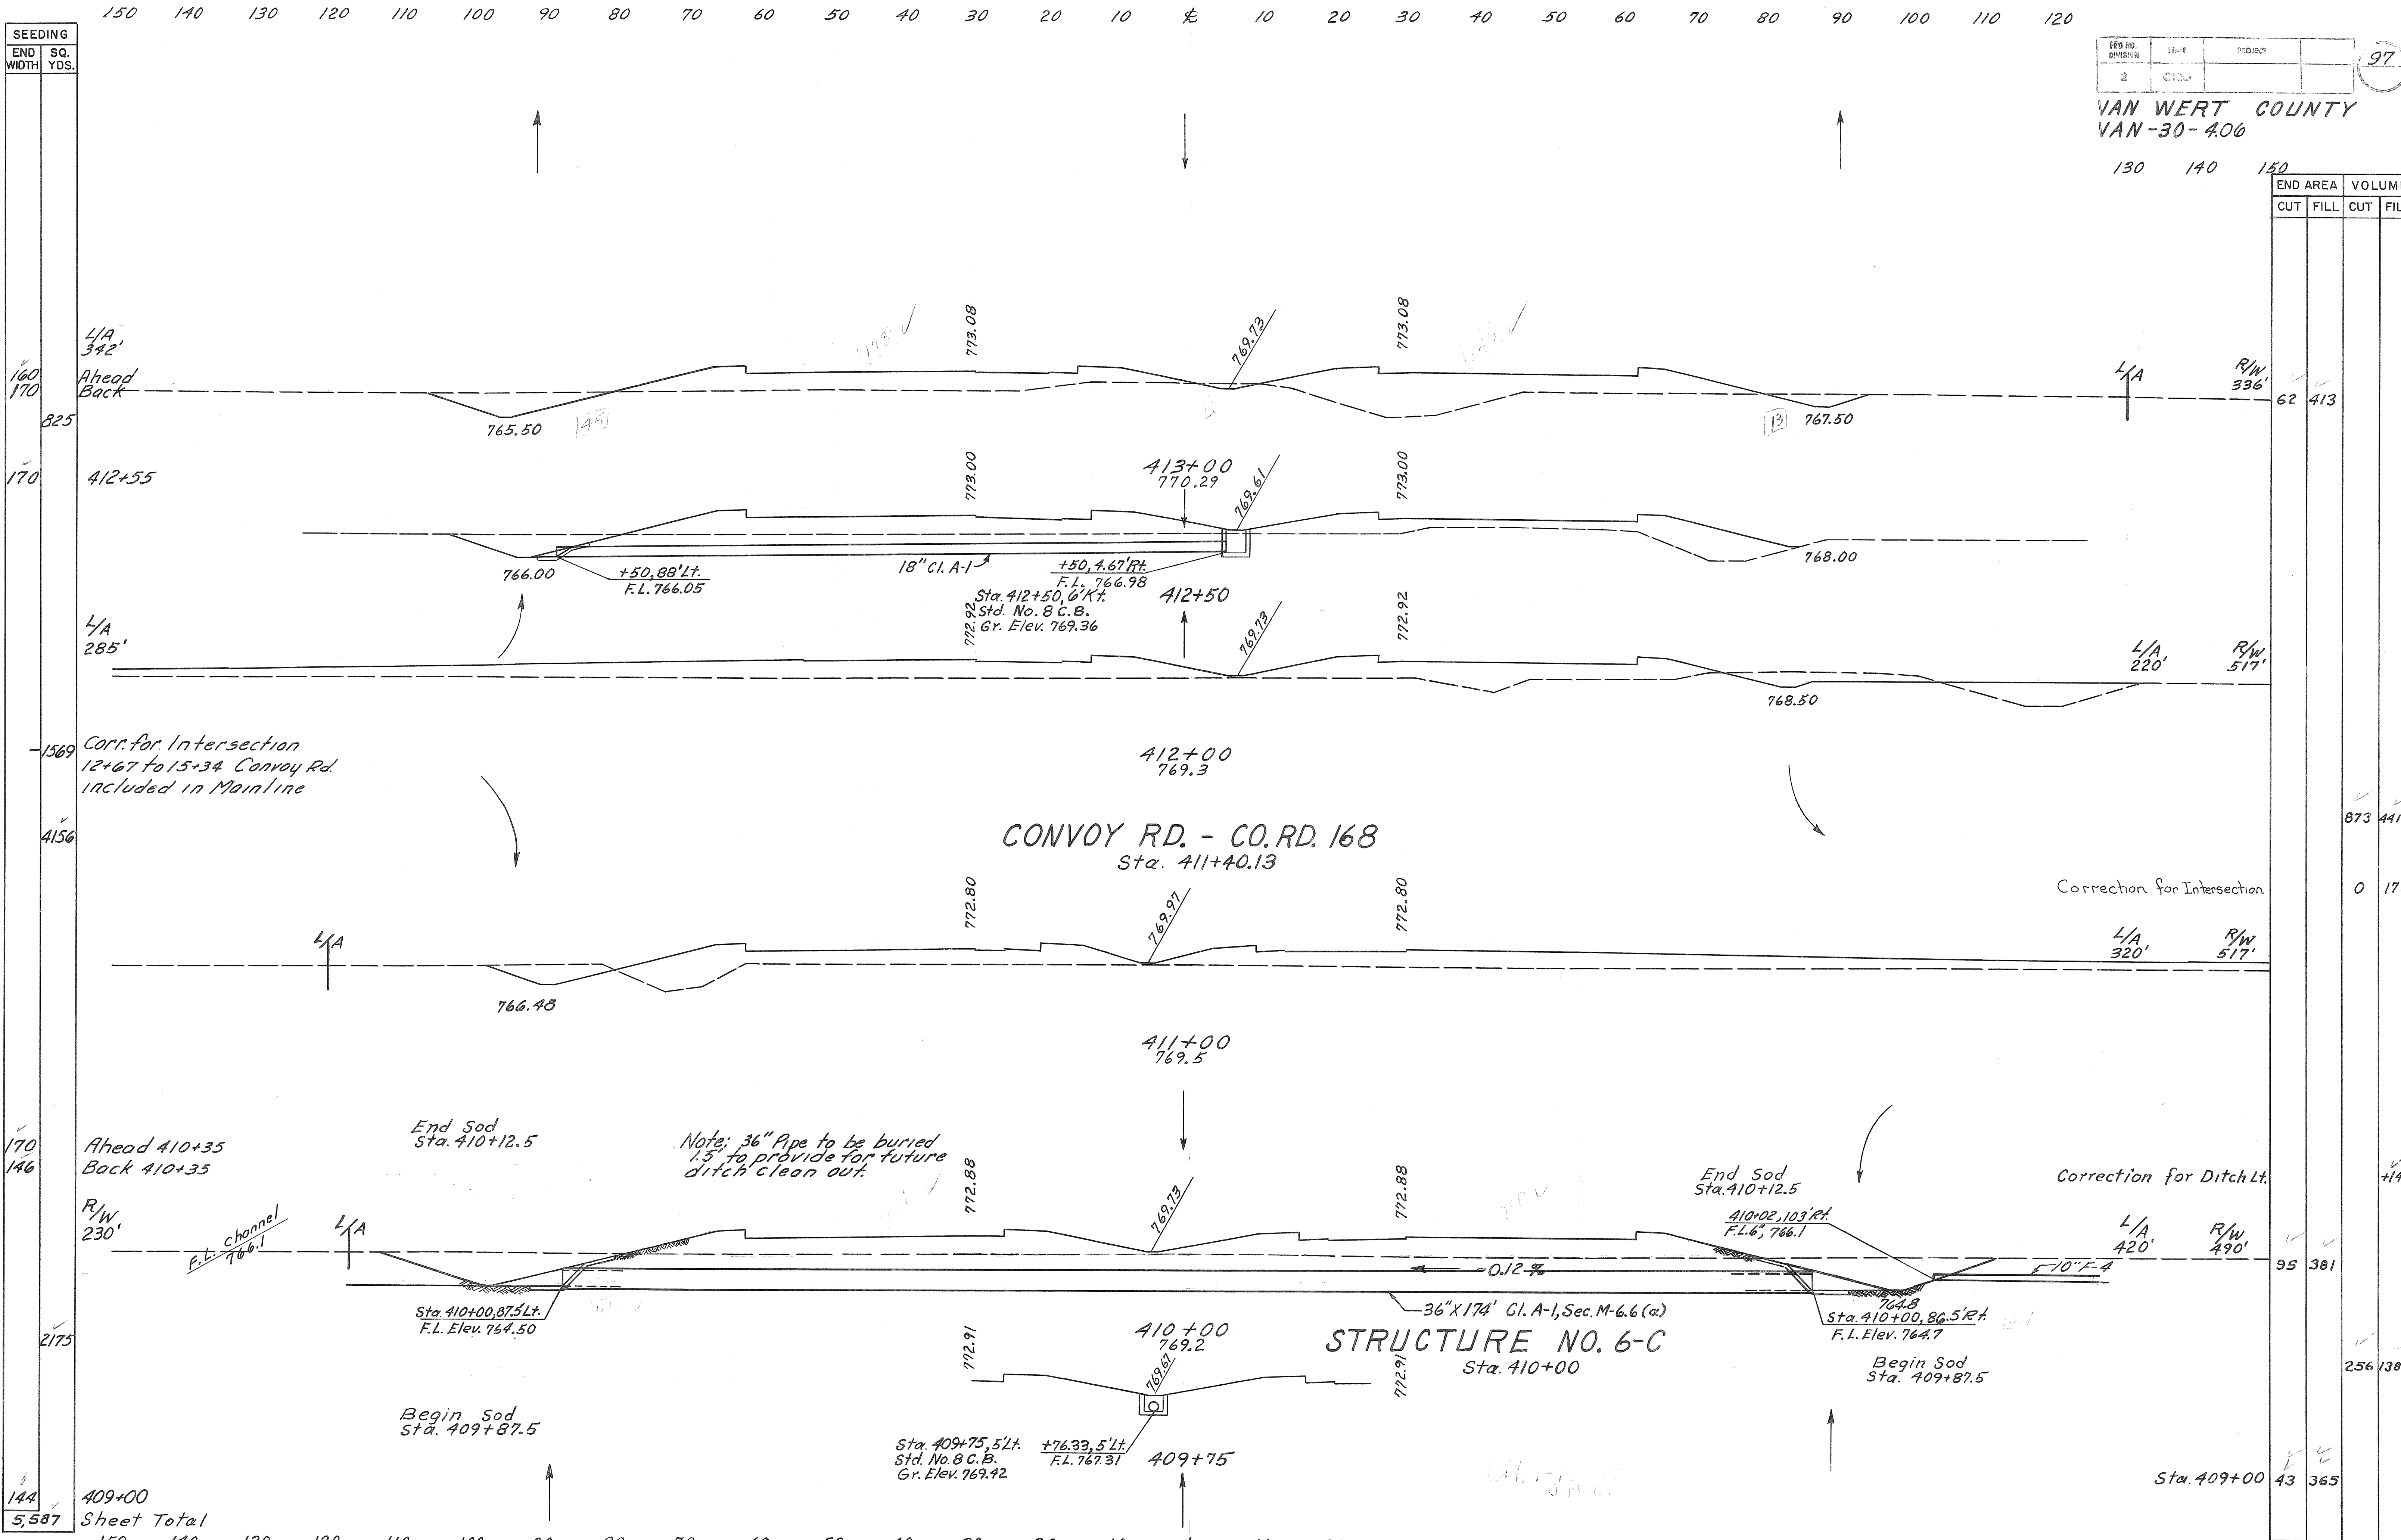 150 140 130 120 110 100 90 80 70 60 50 40 30 20 10 ℄ 10 20 30 40 50 60 70 80 90 100 110 120
SEEDING
END WIDTH
SQ. YDS.
FED. RD. DIVISION STATE PROJECT
2 OHIO
97
VAN WERT COUNTY
VAN-30-4.06
130 140 150
END AREA VOLUM
CUT FILL CUT FIL
L/A
342'
773.08
769.73
773.08
160 Ahead
170 Back
L/A
R/W
336'
62 413
825
765.50
13
767.50
170 412+55
773.00
413+00
770.29
769.61
773.00
766.00
+50, 88' Lt.
F.L. 766.05
18" Cl. A-1
+50, 4.67' Rt.
F.L. 766.98
768.00
Sta. 412+50, 6' Rt.
Std. No. 8 C.B.
Gr. Elev. 769.36
412+50
772.92
769.73
772.92
L/A
285'
L/A
220'
R/W
517'
768.50
-1569 Corr. for Intersection
12+67 to 15+34 Convoy Rd.
included in Mainline
412+00
769.3
4156
873 441
CONVOY RD. - CO. RD. 168
Sta. 411+40.13
Correction for Intersection 0 17
772.80
769.97
772.80
L/A
L/A
320'
R/W
517'
766.48
411+00
769.5
170 Ahead 410+35
146 Back 410+35
End Sod
Sta. 410+12.5
Note: 36" Pipe to be buried
1.5' to provide for future
ditch clean out.
772.88
769.73
772.88
End Sod
Sta. 410+12.5
Correction for Ditch Lt. +14
R/W
230'
F.L. channel
766.1
L/A
410+02, 103' Rt.
F.L. 6", 766.1
L/A
420'
R/W
490'
95 381
-0.12%
10" F-4
Sta. 410+00, 87.5' Lt.
F.L. Elev. 764.50
36" X 174' Cl. A-1, Sec. M-6.6 (a)
764.8
Sta. 410+00, 86.5' Rt.
F.L. Elev. 764.7
2175
410+00
769.2
STRUCTURE NO. 6-C
Sta. 410+00
772.91
769.67
772.91
Begin Sod
Sta. 409+87.5
256 138
Begin Sod
Sta. 409+87.5
Sta. 409+75, 5' Lt.
Std. No. 8 C.B.
Gr. Elev. 769.42
+76.33, 5' Lt.
F.L. 767.31
409+75
Sta. 409+00 43 365
144 409+00
5,587 Sheet Total